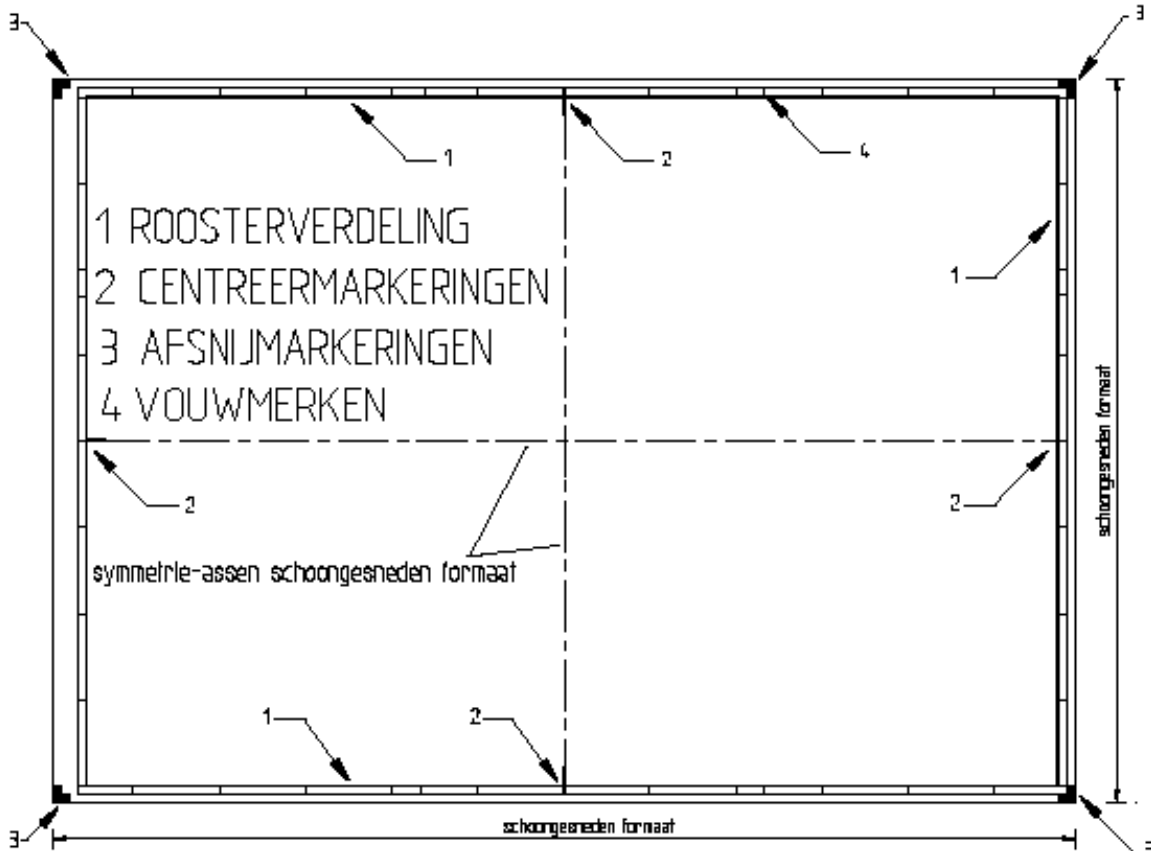 3
3
1
2
4
1 ROOSTERVERDELING
2 CENTREERMARKERINGEN
3 AFSNIJMARKERINGEN
4 VOUWMERKEN
1
schoongesneden formaat
2
2
symmetrie-assen schoongesneden formaat
1
2
3
schoongesneden formaat